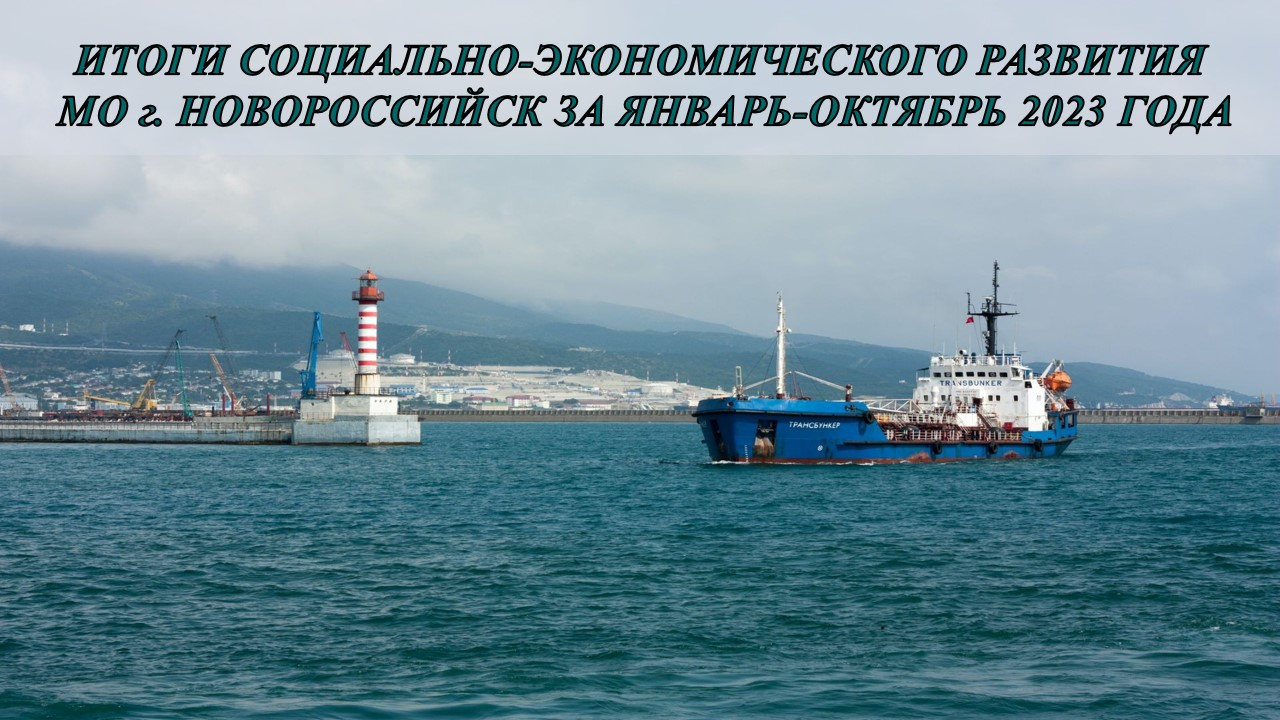 ИТОГИ СОЦИАЛЬНО-ЭКОНОМИЧЕСКОГО РАЗВИТИЯ
МО г. НОВОРОССИЙСК ЗА ЯНВАРЬ-ОКТЯБРЬ 2023 ГОДА
TRANSBUNKER
ТРАНСБУНКЕР